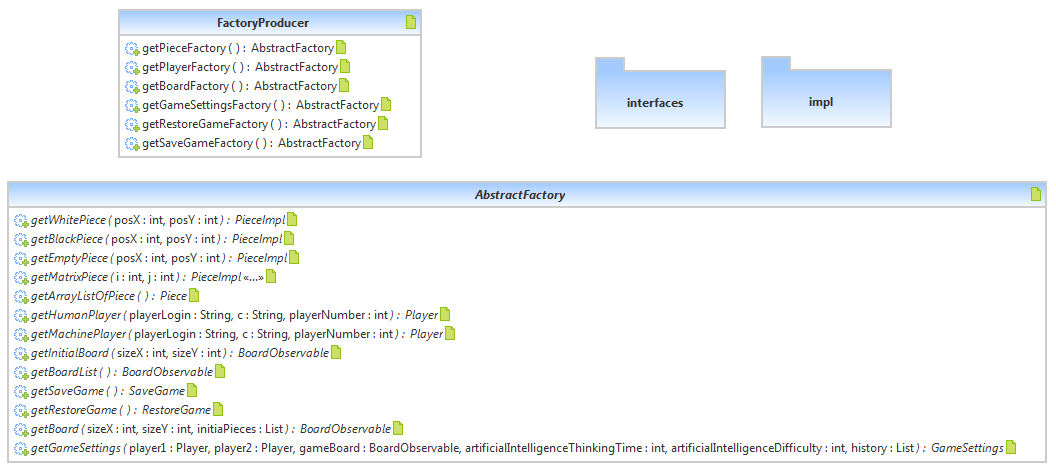 FactoryProducer
getPieceFactory ( ) : AbstractFactory
getPlayerFactory ( ) : AbstractFactory
getBoardFactory ( ) : AbstractFactory
getGameSettingsFactory ( ) : AbstractFactory
getRestoreGameFactory ( ) : AbstractFactory
getSaveGameFactory ( ) : AbstractFactory
interfaces
impl
AbstractFactory
getWhitePiece ( posX : int, posY : int ) : PieceImpl
getBlackPiece ( posX : int, posY : int ) : PieceImpl
getEmptyPiece ( posX : int, posY : int ) : PieceImpl
getMatrixPiece ( i : int, j : int ) : PieceImpl «...»
getArrayListOfPiece ( ) : Piece
getHumanPlayer ( playerLogin : String, c : String, playerNumber : int ) : Player
getMachinePlayer ( playerLogin : String, c : String, playerNumber : int ) : Player
getInitialBoard ( sizeX : int, sizeY : int ) : BoardObservable
getBoardList ( ) : BoardObservable
getSaveGame ( ) : SaveGame
getRestoreGame ( ) : RestoreGame
getBoard ( sizeX : int, sizeY : int, initiaPieces : List ) : BoardObservable
getGameSettings ( player1 : Player, player2 : Player, gameBoard : BoardObservable, artificialIntelligenceThinkingTime : int, artificialIntelligenceDifficulty : int, history : List ) : GameSettings